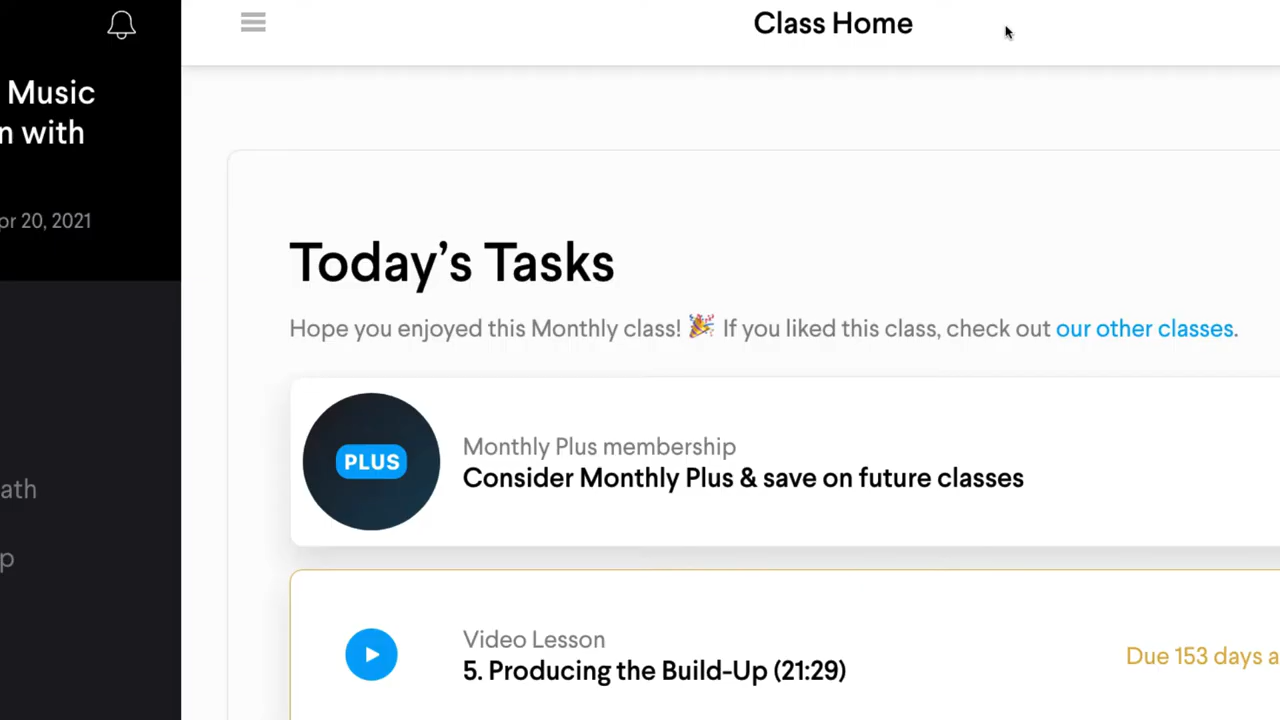 Music
n with
pr 20, 2021
ath
p
Class Home
Today's Tasks
Hope you enjoyed this Monthly class! 🎉 If you liked this class, check out our other classes.
PLUS
Monthly Plus membership
Consider Monthly Plus & save on future classes
Video Lesson
5. Producing the Build-Up (21:29)
Due 153 days a